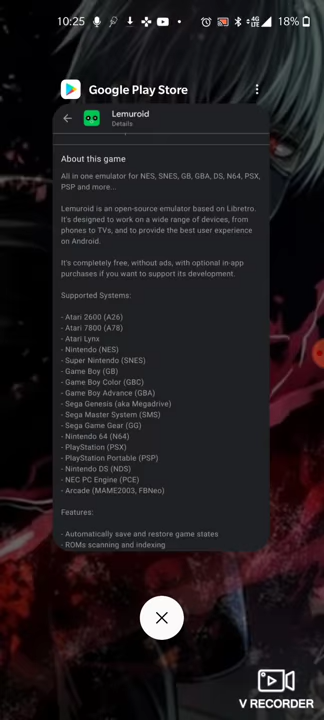 10:25
4G
LTE
18%
Google Play Store
Lemuroid
Details
About this game
All in one emulator for NES, SNES, GB, GBA, DS, N64, PSX,
PSP and more...
Lemuroid is an open-source emulator based on Libretro.
It's designed to work on a wide range of devices, from
phones to TVs, and to provide the best user experience
on Android.
It's completely free, without ads, with optional in-app
purchases if you want to support its development.
Supported Systems:
- Atari 2600 (A26)
- Atari 7800 (A78)
- Atari Lynx
- Nintendo (NES)
- Super Nintendo (SNES)
- Game Boy (GB)
- Game Boy Color (GBC)
- Game Boy Advance (GBA)
- Sega Genesis (aka Megadrive)
- Sega Master System (SMS)
- Sega Game Gear (GG)
- Nintendo 64 (N64)
- PlayStation (PSX)
- PlayStation Portable (PSP)
- Nintendo DS (NDS)
- NEC PC Engine (PCE)
- Arcade (MAME2003, FBNeo)
Features:
- Automatically save and restore game states
- ROMs scanning and indexing
V RECORDER